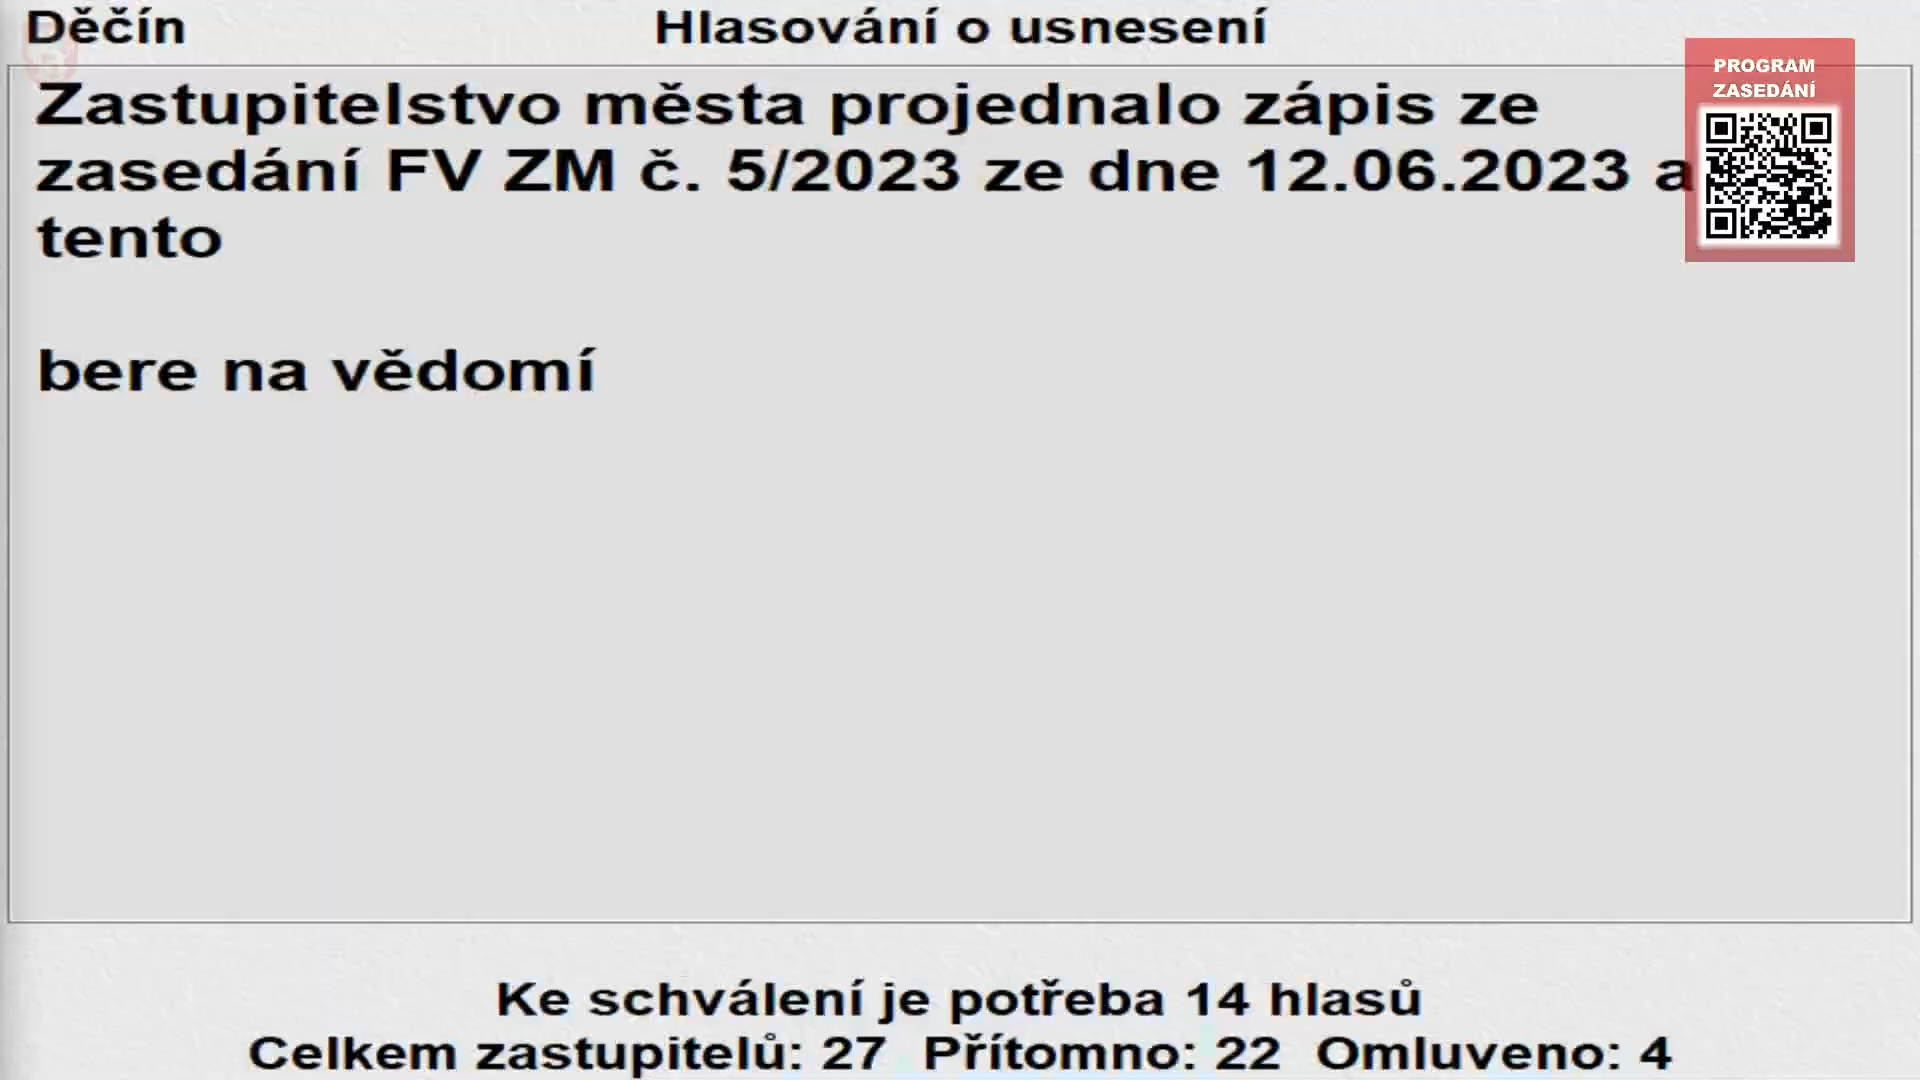 Děčín
Hlasování o usnesení
PROGRAM
ZASEDÁNÍ
Zastupitelstvo města projednalo zápis ze
zasedání FV ZM č. 5/2023 ze dne 12.06.2023 a
tento
bere na vědomí
Ke schválení je potřeba 14 hlasů
Celkem zastupitelů: 27 Přítomno: 22 Omluveno: 4